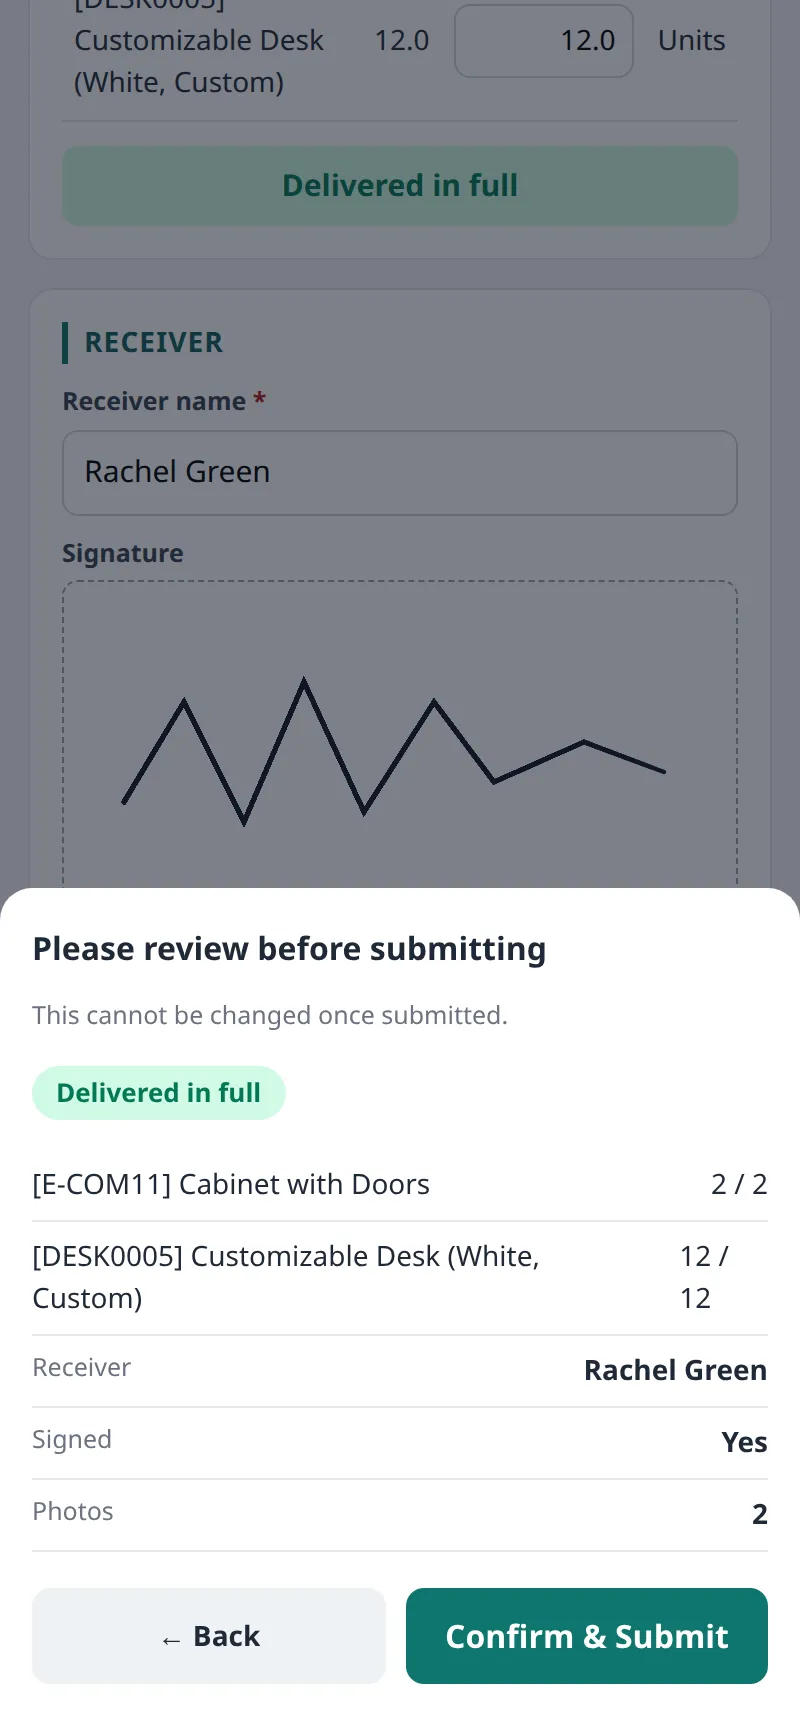 [DESK0005]
Customizable Desk 12.0 12.0 Units
(White, Custom)
Delivered in full
RECEIVER
Receiver name *
Rachel Green
Signature
Please review before submitting
This cannot be changed once submitted.
Delivered in full
[E-COM11] Cabinet with Doors 2 / 2
[DESK0005] Customizable Desk (White, 12 /
Custom) 12
Receiver Rachel Green
Signed Yes
Photos 2
← Back Confirm & Submit